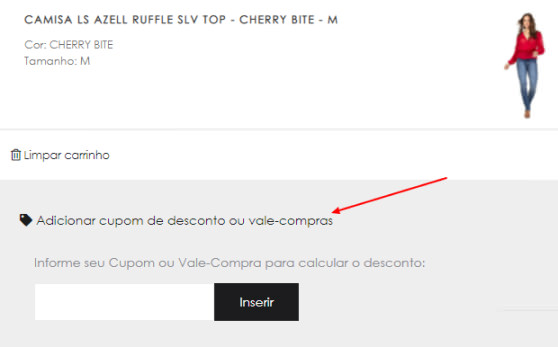 CAMISA LS AZELL RUFFLE SLV TOP - CHERRY BITE - M
Cor: CHERRY BITE
Tamanho: M
Limpar carrinho
Adicionar cupom de desconto ou vale-compras
Informe seu Cupom ou Vale-Compra para calcular o desconto:
Inserir